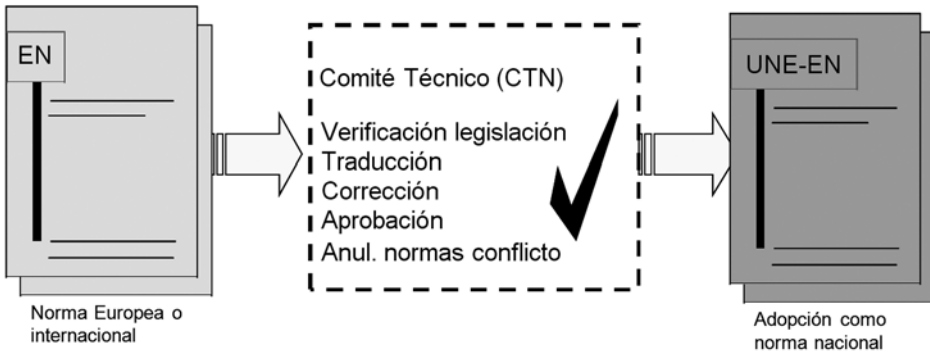 EN
Norma Europea o
internacional
Comité Técnico (CTN)
Verificación legislación
Traducción
Corrección
Aprobación
Anul. normas conflicto
UNE-EN
Adopción como
norma nacional